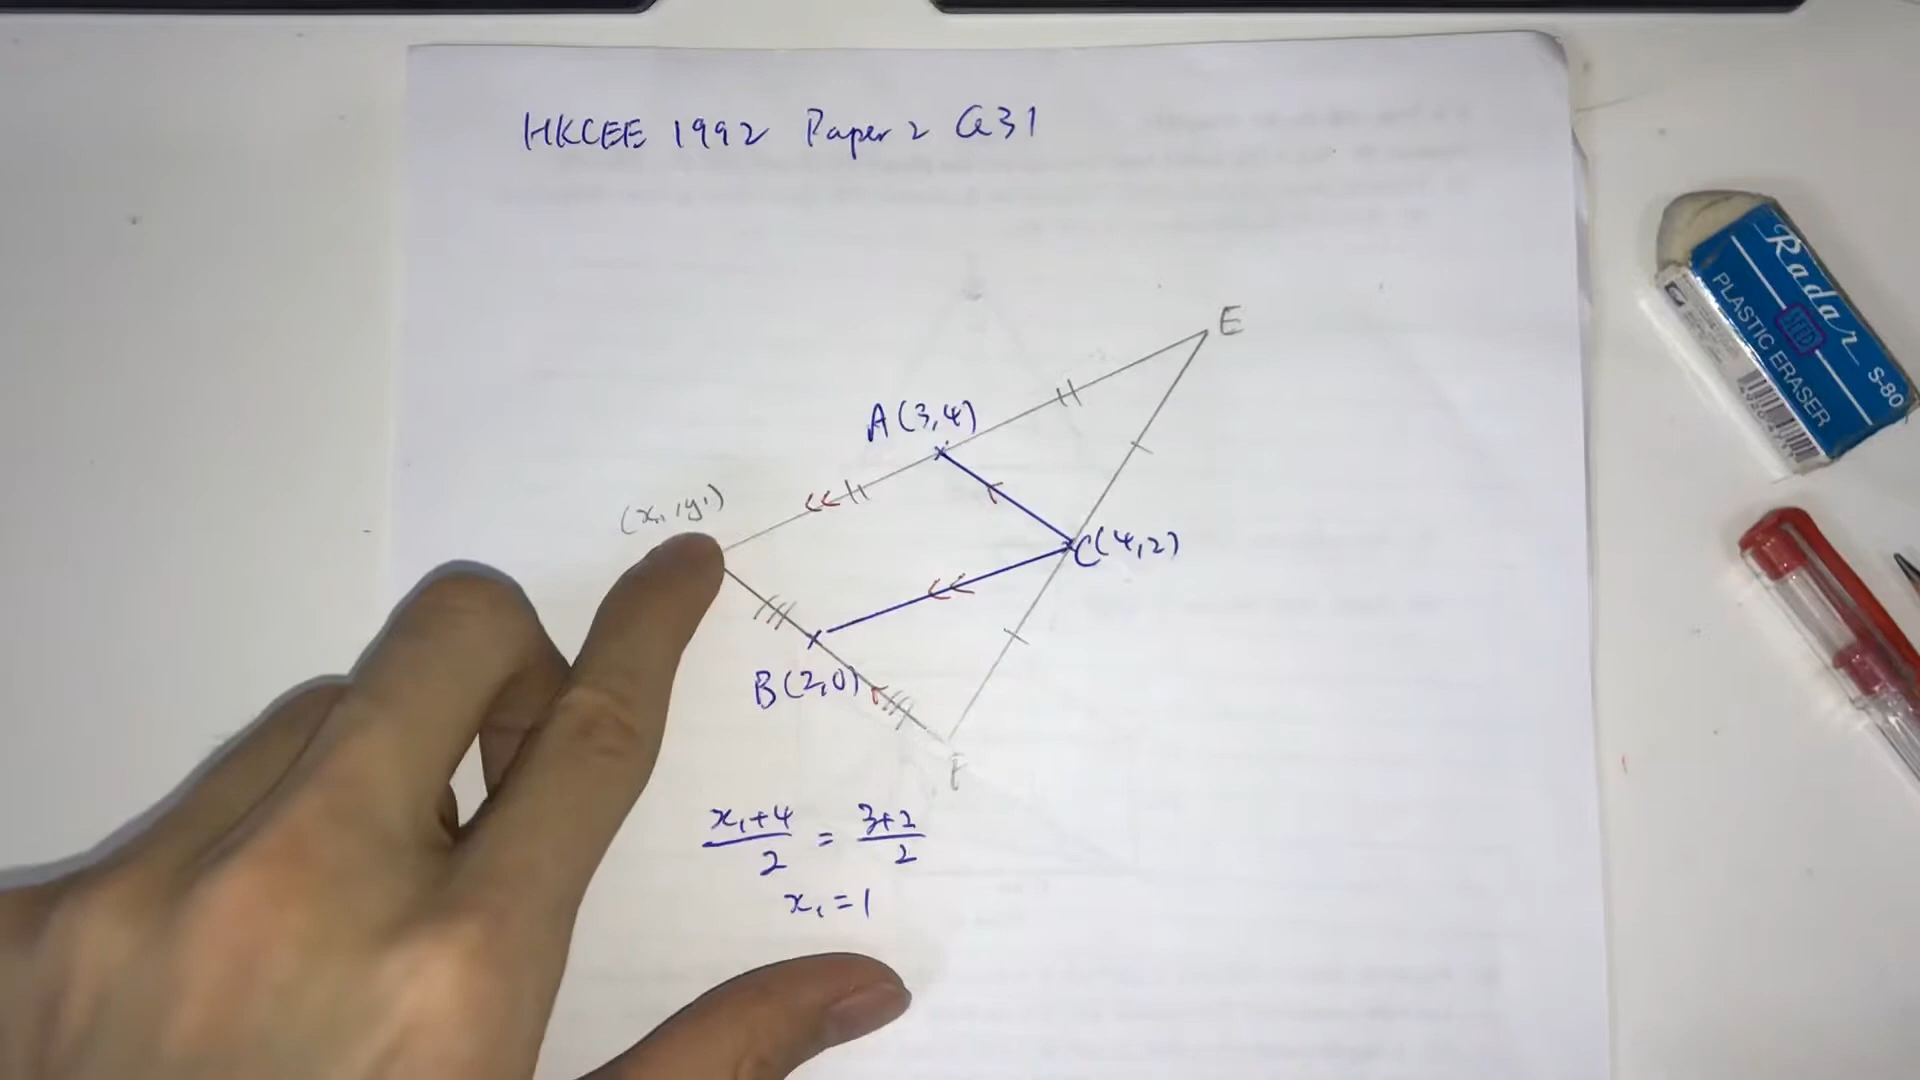 HKCEE 1992 Paper 2 Q31
E
A(3,4)
(x₁,y₁)
C(4,2)
B(2,0)
F
x₁+4/2 = 3+2/2
x₁=1
Radar
PLASTIC ERASER
SEED
S-80